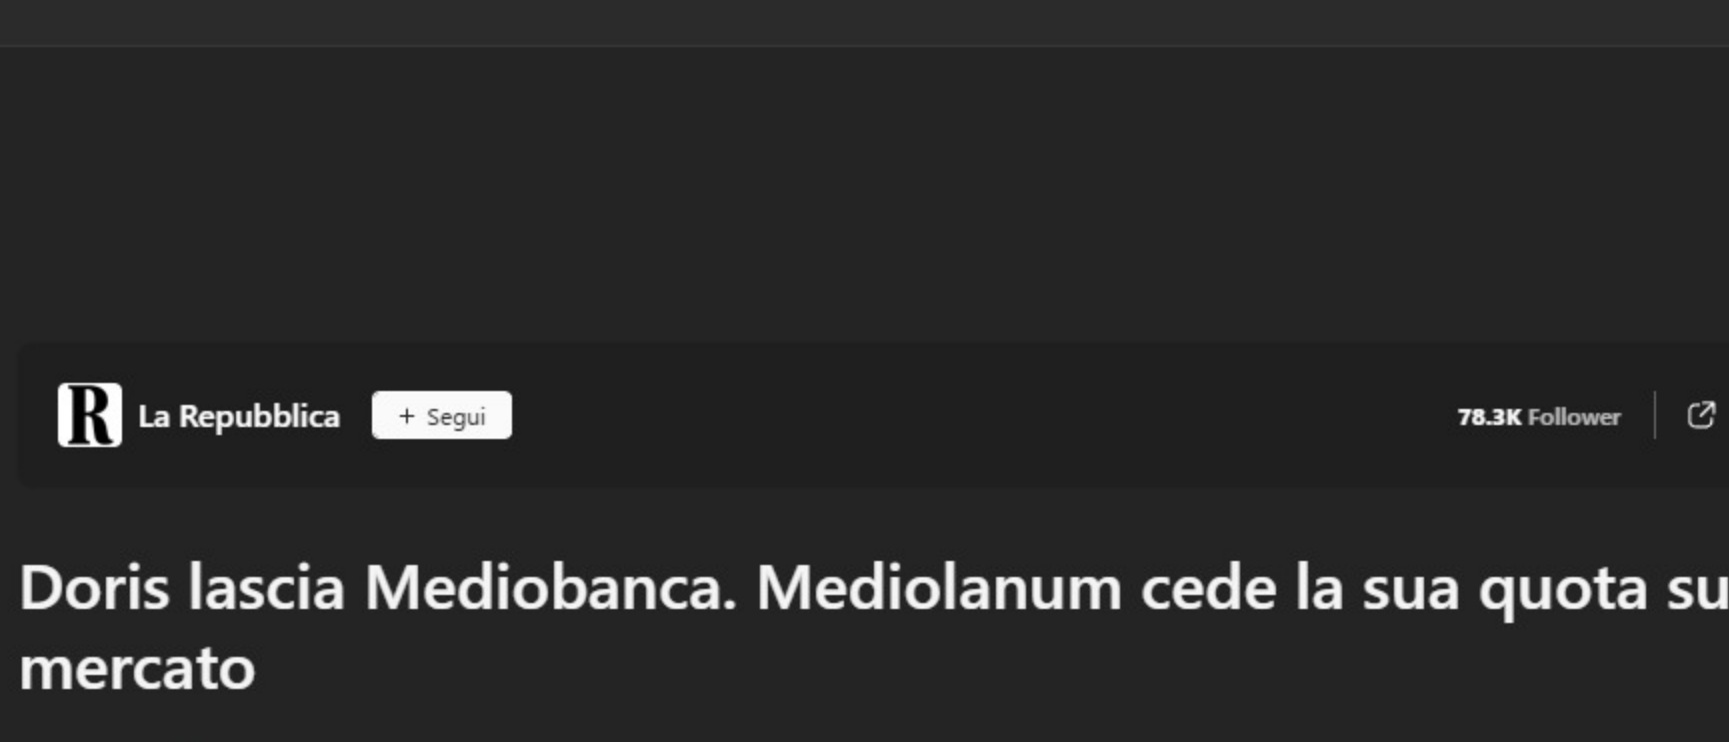 R La Repubblica + Segui 78.3K Follower
Doris lascia Mediobanca. Mediolanum cede la sua quota su
mercato